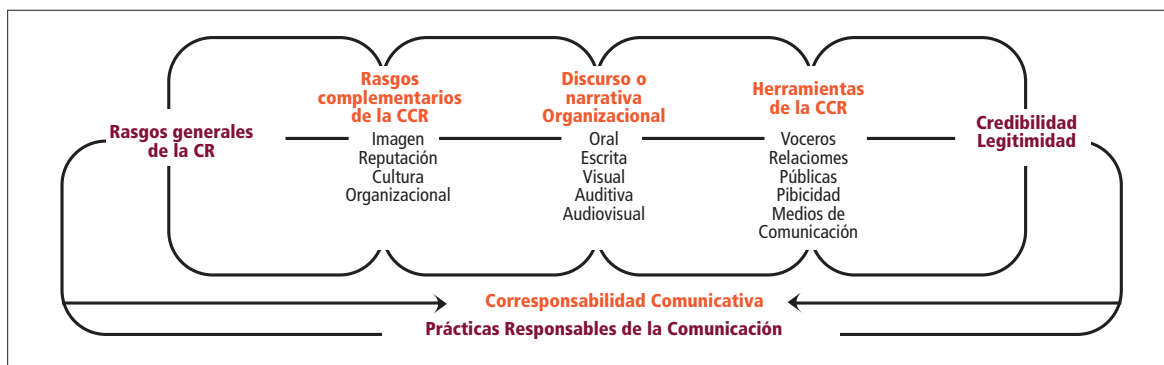 Rasgos generales
de la CR
Rasgos
complementarios
de la CCR
Imagen
Reputación
Cultura
Organizacional
Discurso o
narrativa
Organizacional
Oral
Escrita
Visual
Auditiva
Audiovisual
Herramientas
de la CCR
Voceros
Relaciomes
Públicas
Pibicidad
Medios de
Comunicación
Credibilidad
Legitimidad
Corresponsabilidad Comunicativa
Prácticas Responsables de la Comunicación